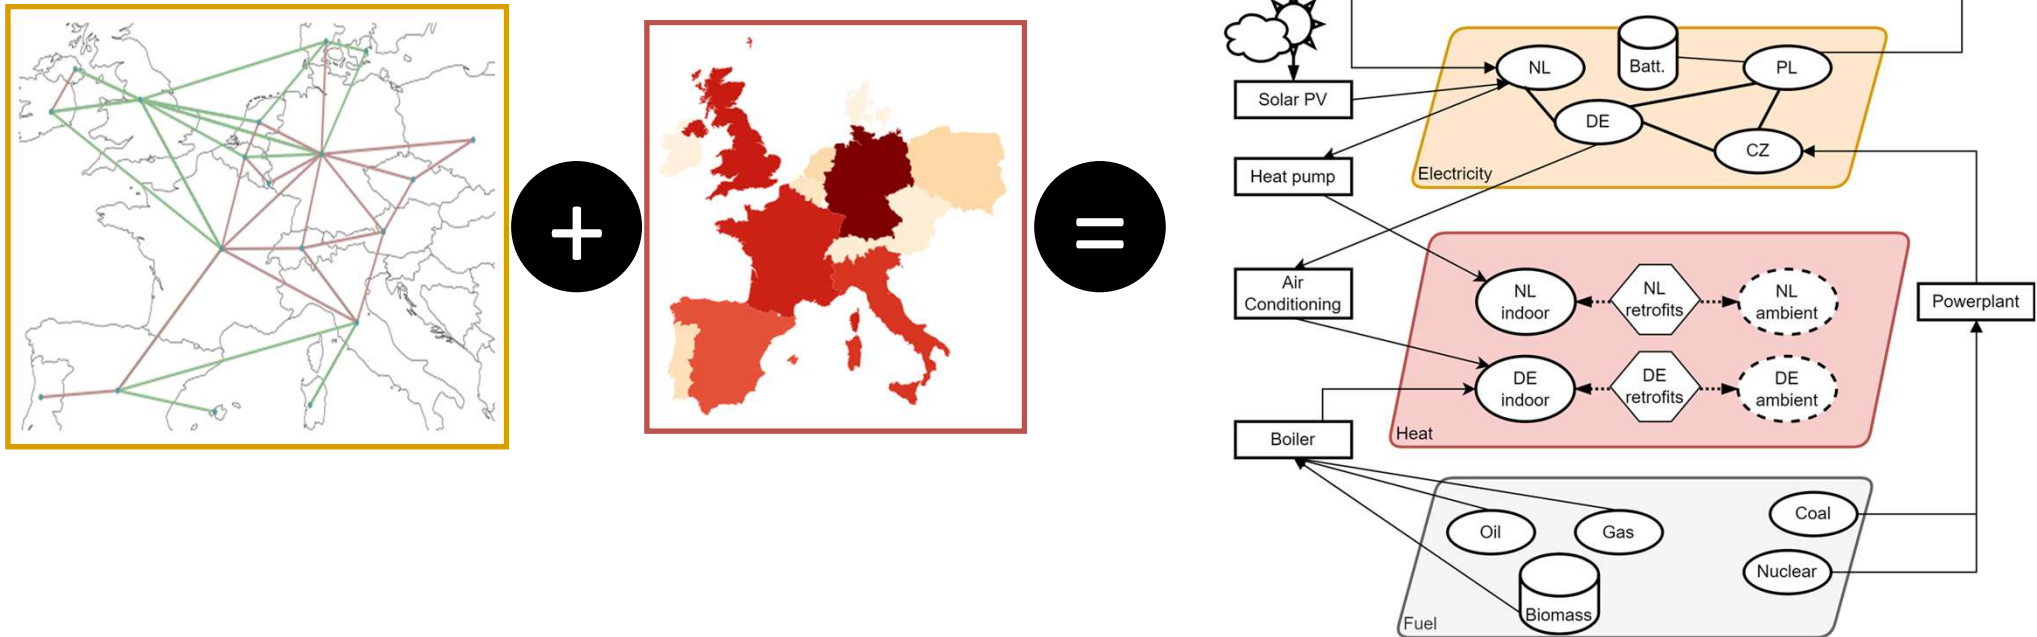 +
=
Solar PV
Heat pump
Air
Conditioning
Boiler
NL
Batt.
PL
DE
CZ
Electricity
NL
indoor
NL
retrofits
NL
ambient
DE
indoor
DE
retrofits
DE
ambient
Heat
Powerplant
Oil
Gas
Coal
Nuclear
Biomass
Fuel